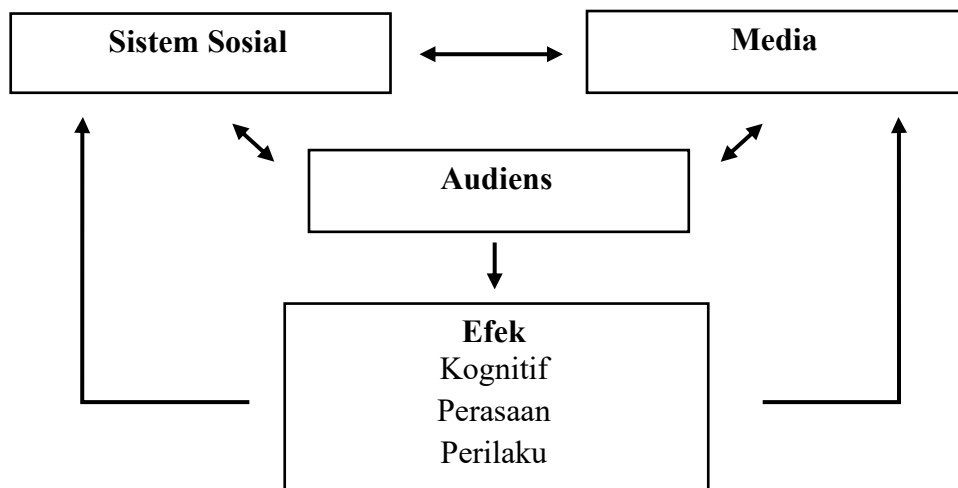 Sistem Sosial
Media
Audiens
Efek
Kognitif
Perasaan
Perilaku